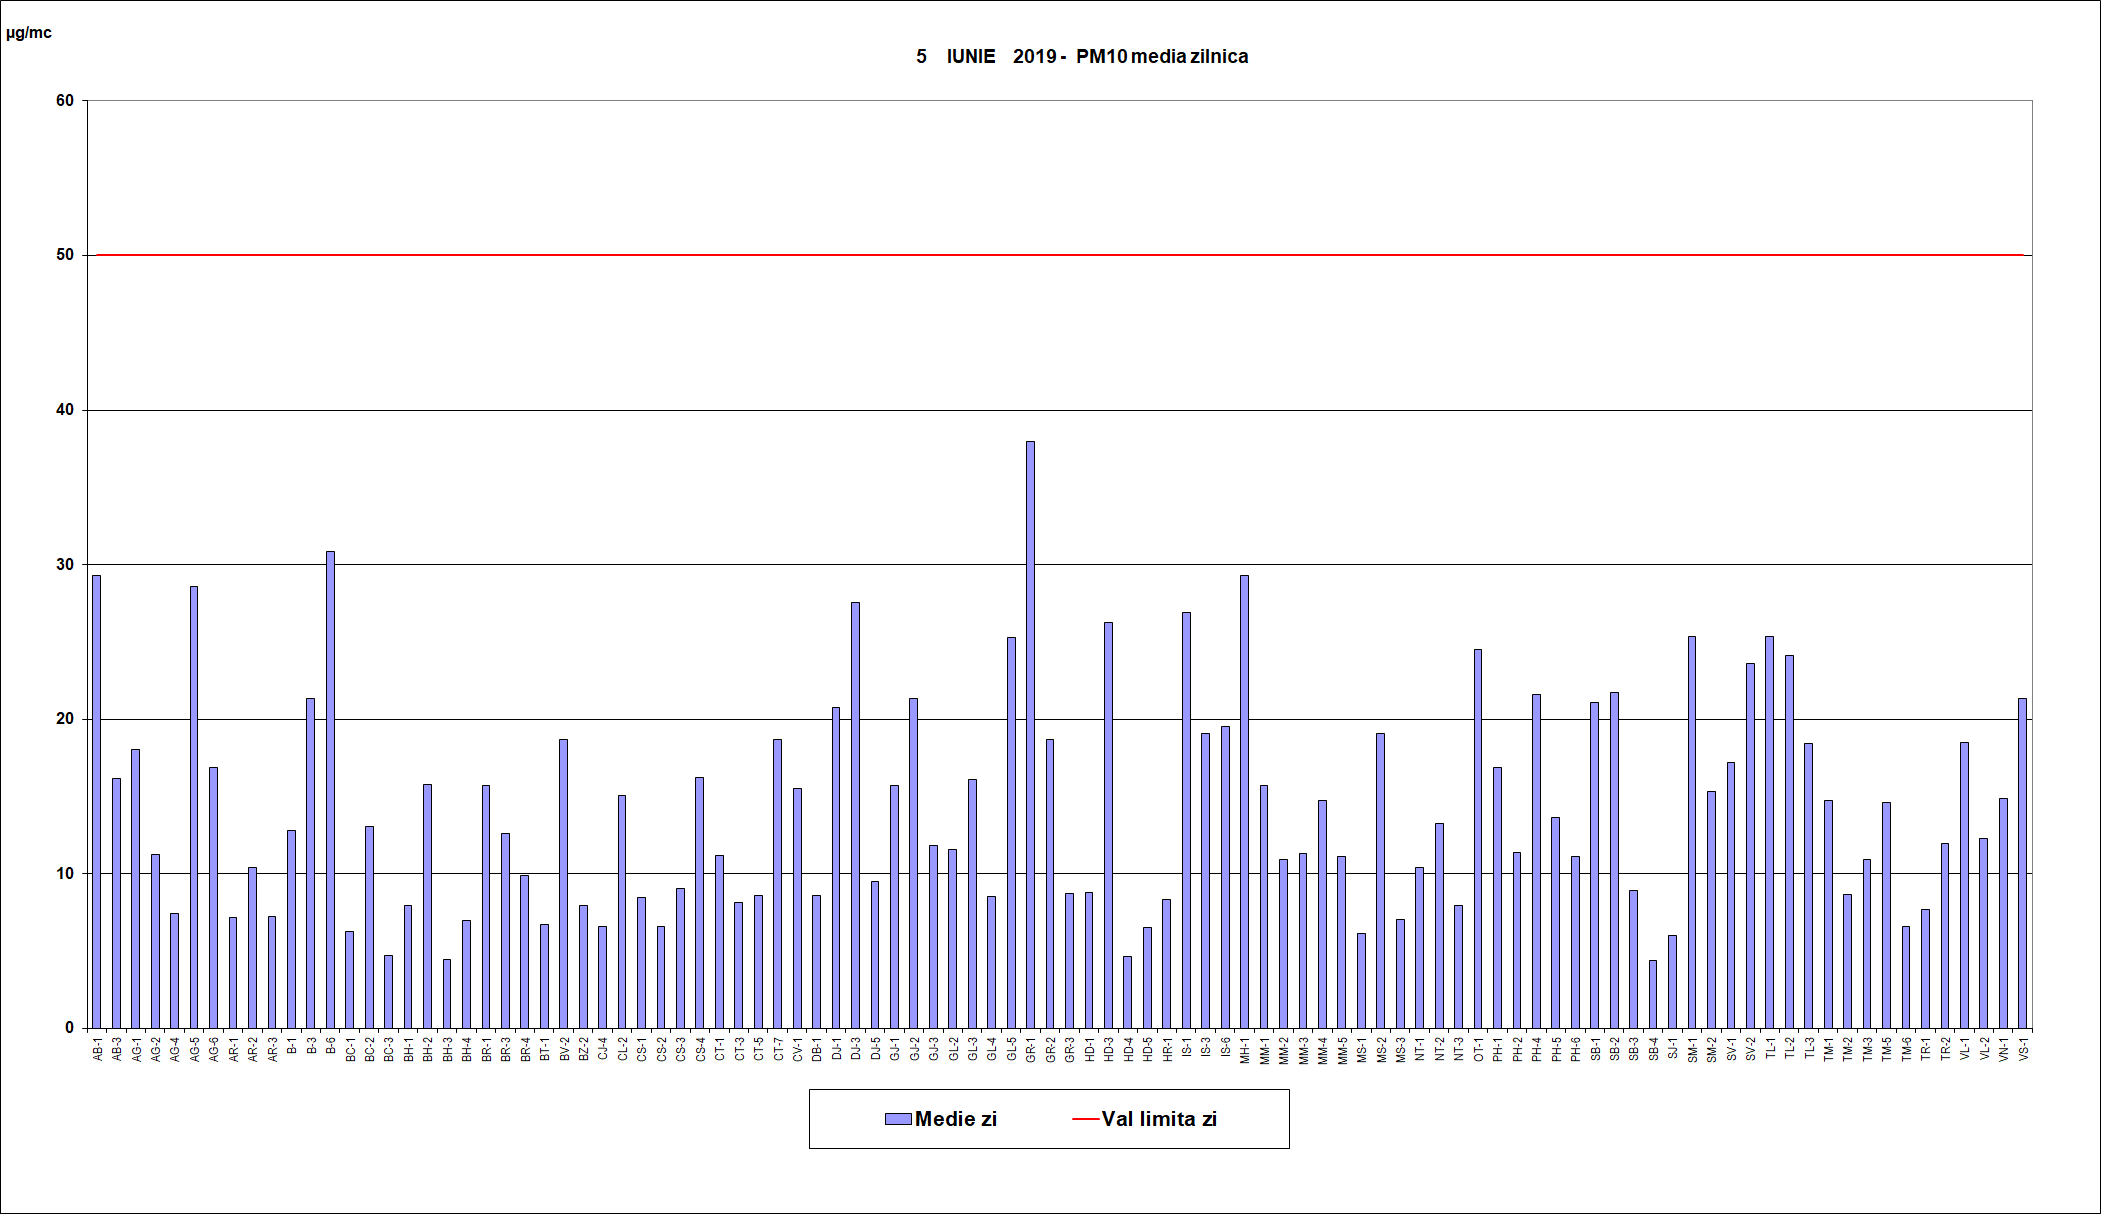 µg/mc
5 IUNIE 2019 - PM10 media zilnica
60
50
40
30
20
10
0
AB-1 AB-3 AG-1 AG-2 AG-4 AG-5 AG-6 AR-1 AR-2 AR-3 B-1 B-3 B-6 BC-1 BC-2 BC-3 BH-1 BH-2 BH-3 BH-4 BR-1 BR-3 BR-4 BT-1 BV-2 BZ-2 CJ-4 CL-2 CS-1 CS-2 CS-3 CS-4 CT-1 CT-3 CT-5 CT-7 CV-1 DB-1 DJ-1 DJ-3 DJ-5 GJ-1 GJ-2 GJ-3 GL-2 GL-3 GL-4 GL-5 GR-1 GR-2 GR-3 HD-1 HD-3 HD-4 HD-5 HR-1 IS-1 IS-3 IS-6 MH-1 MM-1 MM-2 MM-3 MM-4 MM-5 MS-1 MS-2 MS-3 NT-1 NT-2 NT-3 OT-1 PH-1 PH-2 PH-4 PH-5 PH-6 SB-1 SB-2 SB-3 SB-4 SJ-1 SM-1 SM-2 SV-1 SV-2 TL-1 TL-2 TL-3 TM-1 TM-2 TM-3 TM-5 TM-6 TR-1 TR-2 VL-1 VL-2 VN-1 VS-1
Medie zi Val limita zi